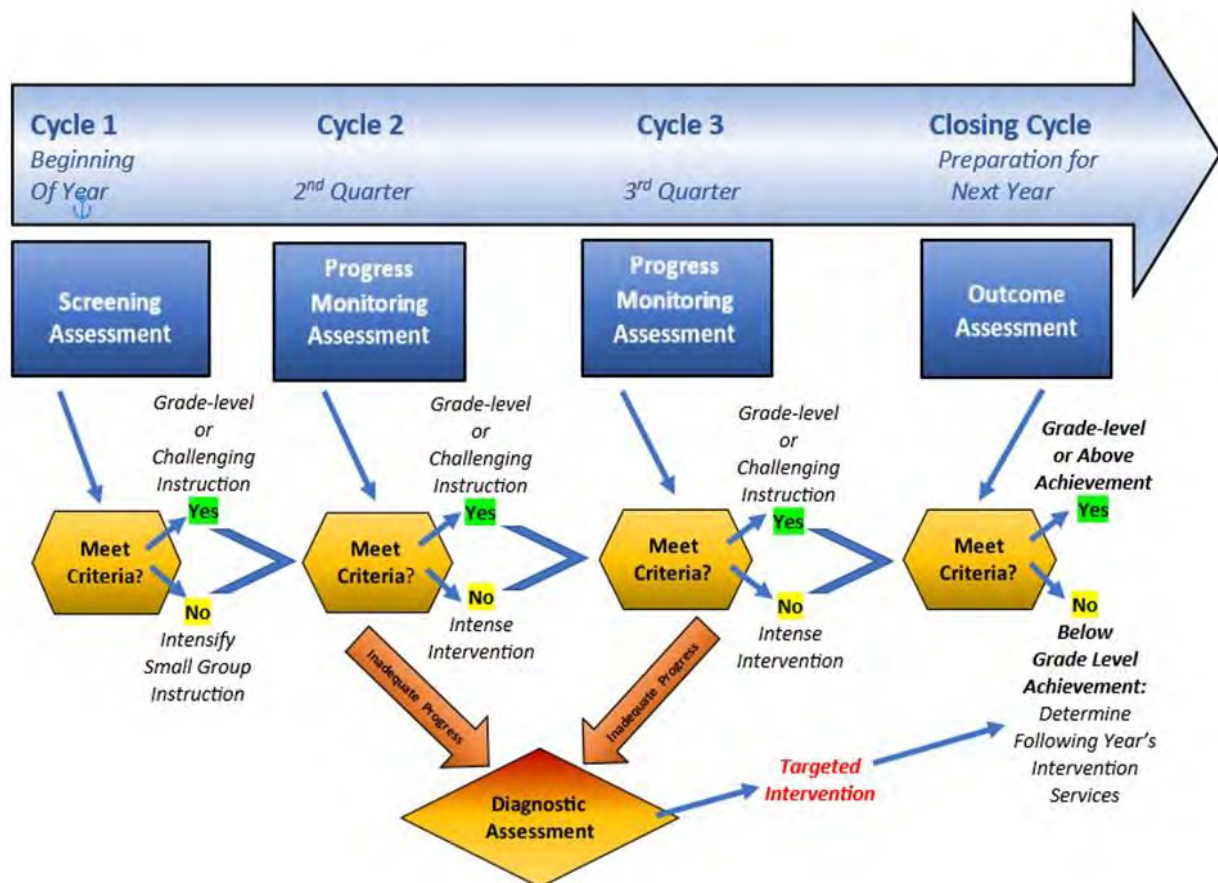 Cycle 1
Beginning
Of Year
Cycle 2
2nd Quarter
Cycle 3
3rd Quarter
Closing Cycle
Preparation for
Next Year
Screening
Assessment
Progress
Monitoring
Assessment
Progress
Monitoring
Assessment
Outcome
Assessment
Grade-level
or
Challenging
Instruction
Yes
Meet
Criteria?
No
Intensify
Small Group
Instruction
Grade-level
or
Challenging
Instruction
Yes
Meet
Criteria?
No
Intense
Intervention
Grade-level
or
Challenging
Instruction
Yes
Meet
Criteria?
No
Intense
Intervention
Grade-level
or Above
Achievement
Yes
Meet
Criteria?
No
Below
Grade Level
Achievement:
Determine
Following Year's
Intervention
Services
Inadequate Progress
Inadequate Progress
Diagnostic
Assessment
Targeted
Intervention